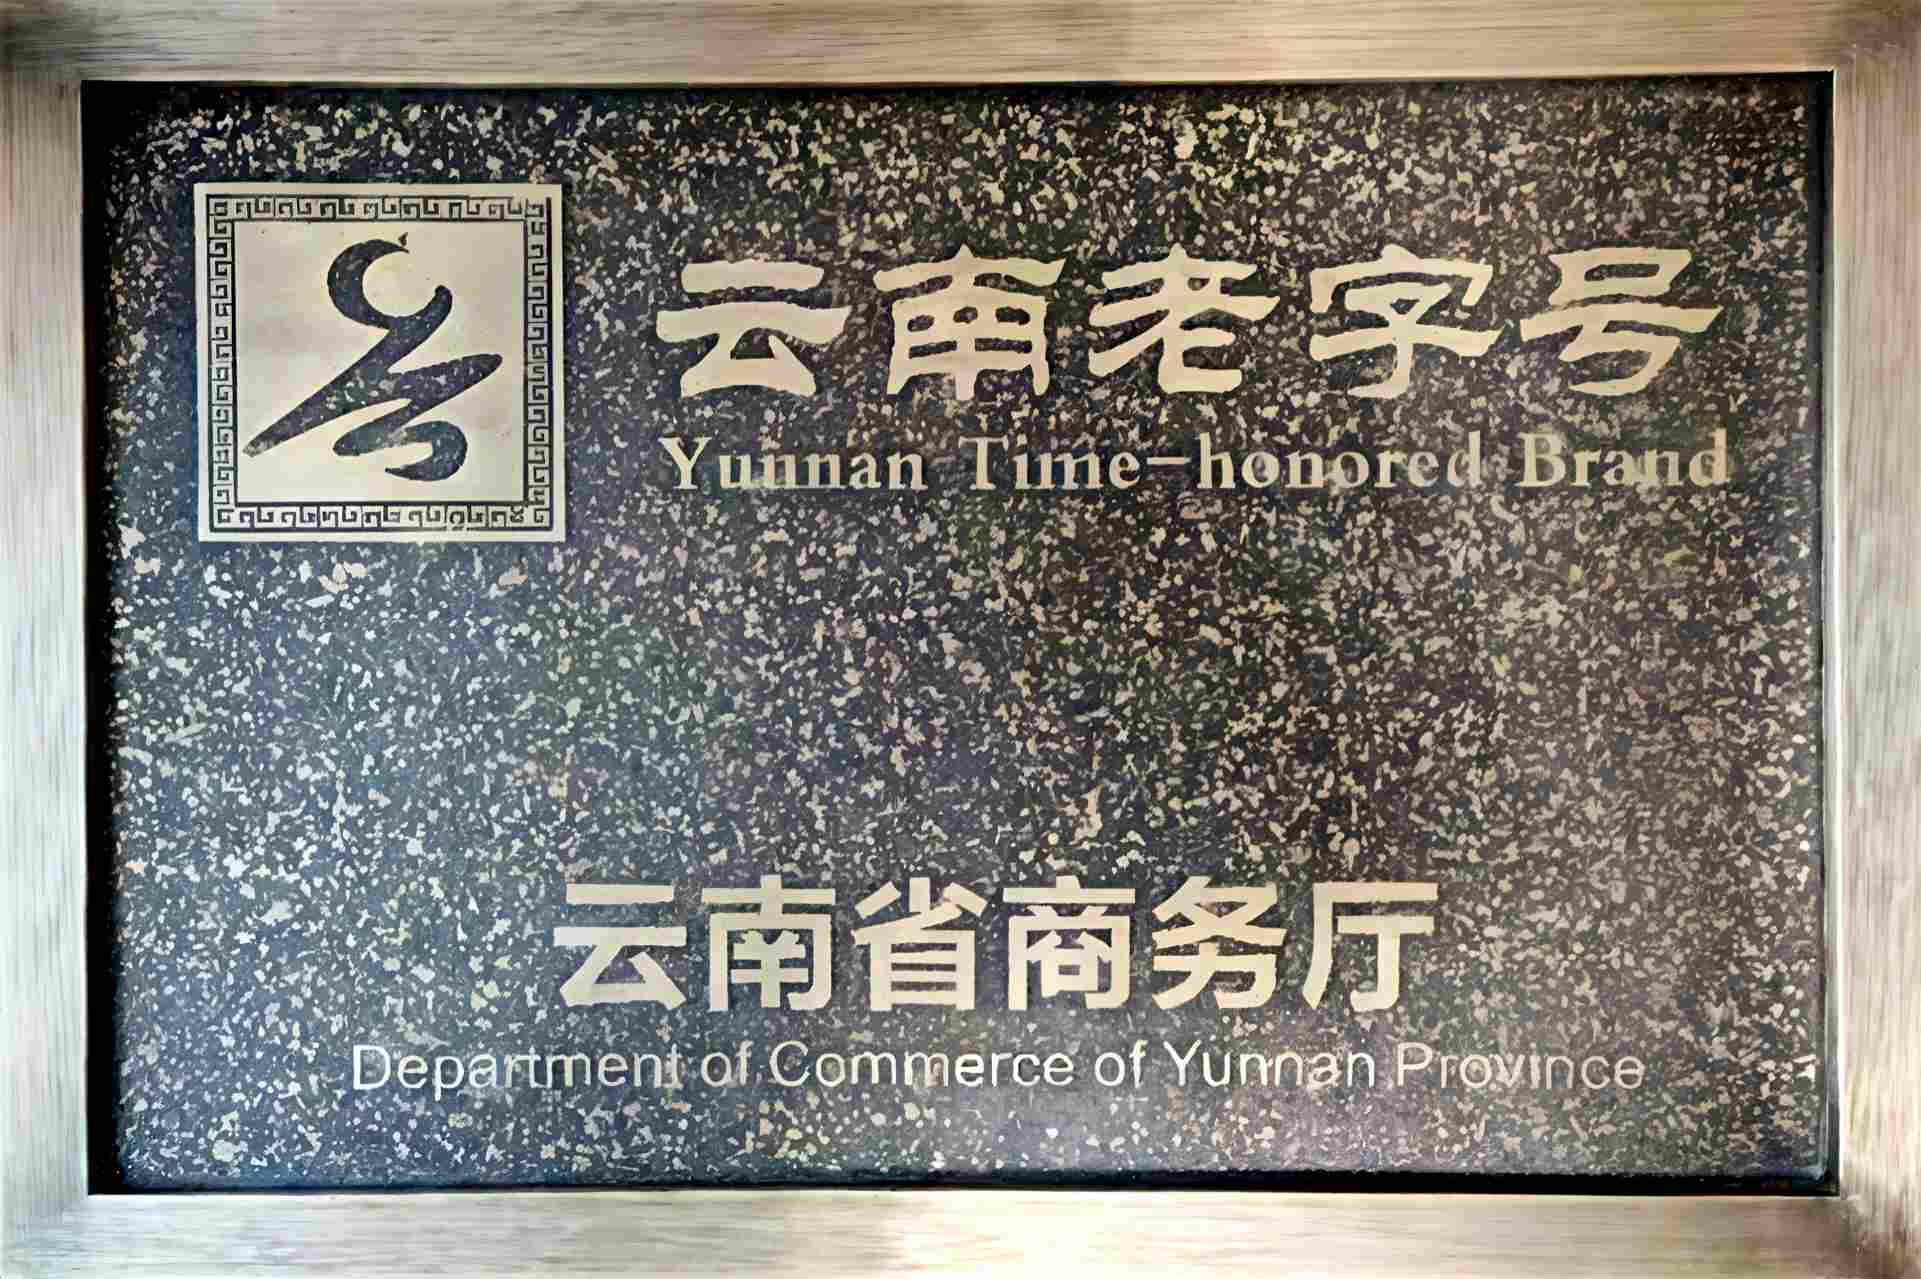 云南老字号
Yunnan Time-honored Brand
云南省商务厅
Department of Commerce of Yunnan Province